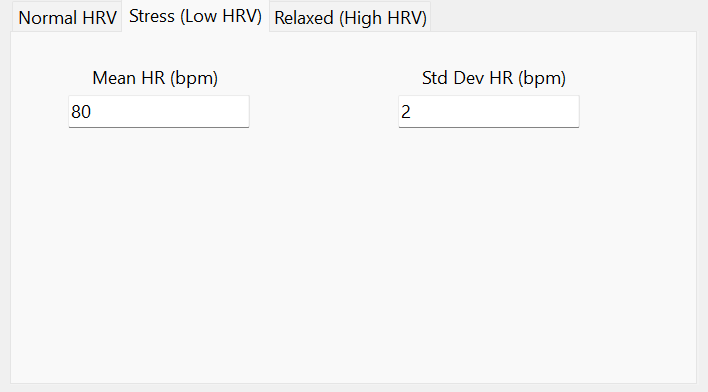 Normal HRV Stress (Low HRV) Relaxed (High HRV)
Mean HR (bpm) Std Dev HR (bpm)
80 2